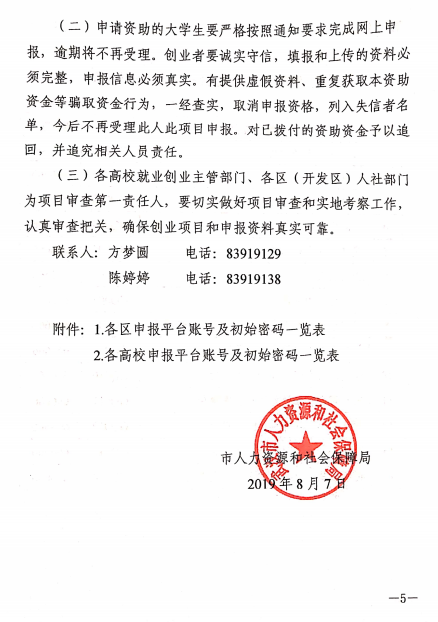 （二）申请资助的大学生要严格按照通知要求完成网上申
报，逾期将不再受理。创业者要诚实守信，填报和上传的资料必
须完整，申报信息必须真实。有提供虚假资料、重复获取本资助
资金等骗取资金行为，一经查实，取消申报资格，列入失信者名
单，今后不再受理此人此项目申报。对已拨付的资助资金予以追
回，并追究相关人员责任。
（三）各高校就业创业主管部门、各区（开发区）人社部门
为项目审查第一责任人，要切实做好项目审查和实地考察工作，
认真审查把关，确保创业项目和申报资料真实可靠。
联系人：方梦圆 电话：83919129
陈婷婷 电话：83919138
附件：1.各区申报平台账号及初始密码一览表
2.各高校申报平台账号及初始密码一览表
武汉市人力资源和社会保障局
市人力资源和社会保障局
2019年8月7日
—5—